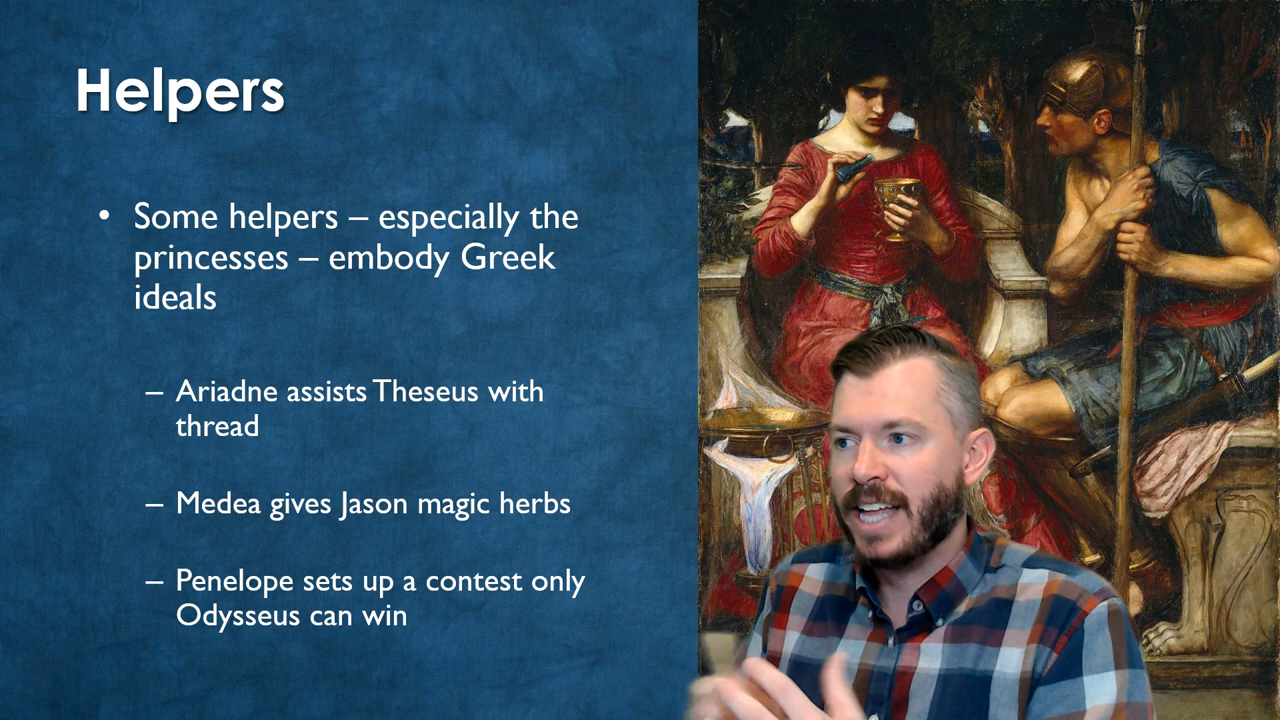 Helpers
• Some helpers – especially the
princesses – embody Greek
ideals
– Ariadne assists Theseus with
thread
– Medea gives Jason magic herbs
– Penelope sets up a contest only
Odysseus can win